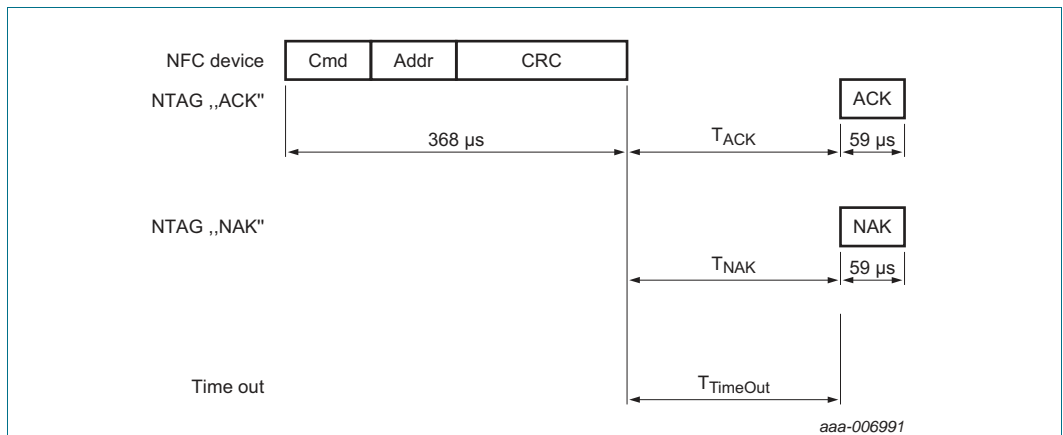 NFC device Cmd Addr CRC
NTAG ,,ACK" ACK
368 µs TACK 59 µs
NTAG ,,NAK" NAK
TNAK 59 µs
Time out TTimeOut
aaa-006991